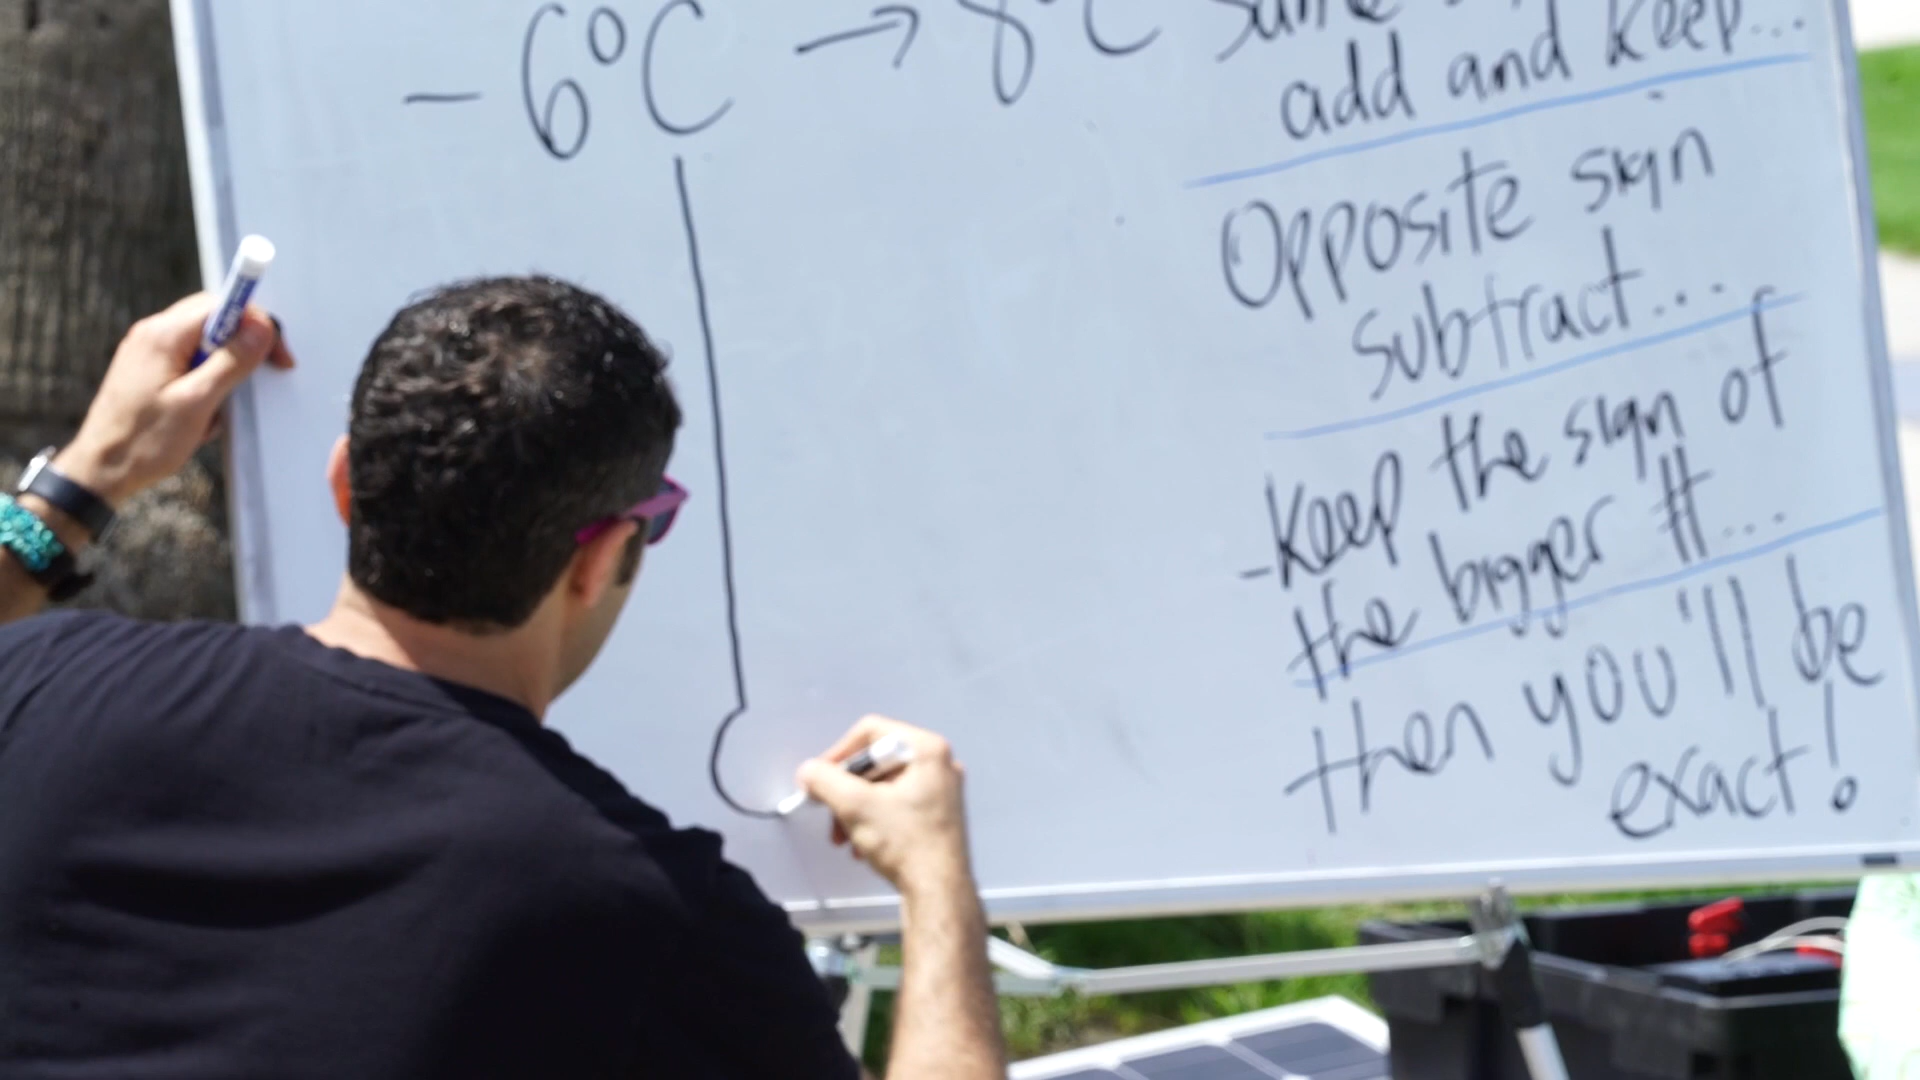 - 6°C → 8°C
Same
add and keep...
Opposite sign
subtract...
-keep the sign of
the bigger #...
then you'll be
exact!